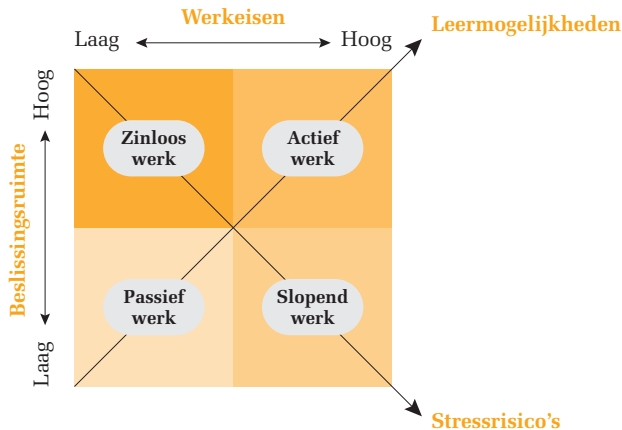 Werkeisen
Leermogelijkheden
Laag
Hoog
Hoog
Beslissingsruimte
Laag
Zinloos
werk
Actief
werk
Passief
werk
Slopend
werk
Stressrisico's